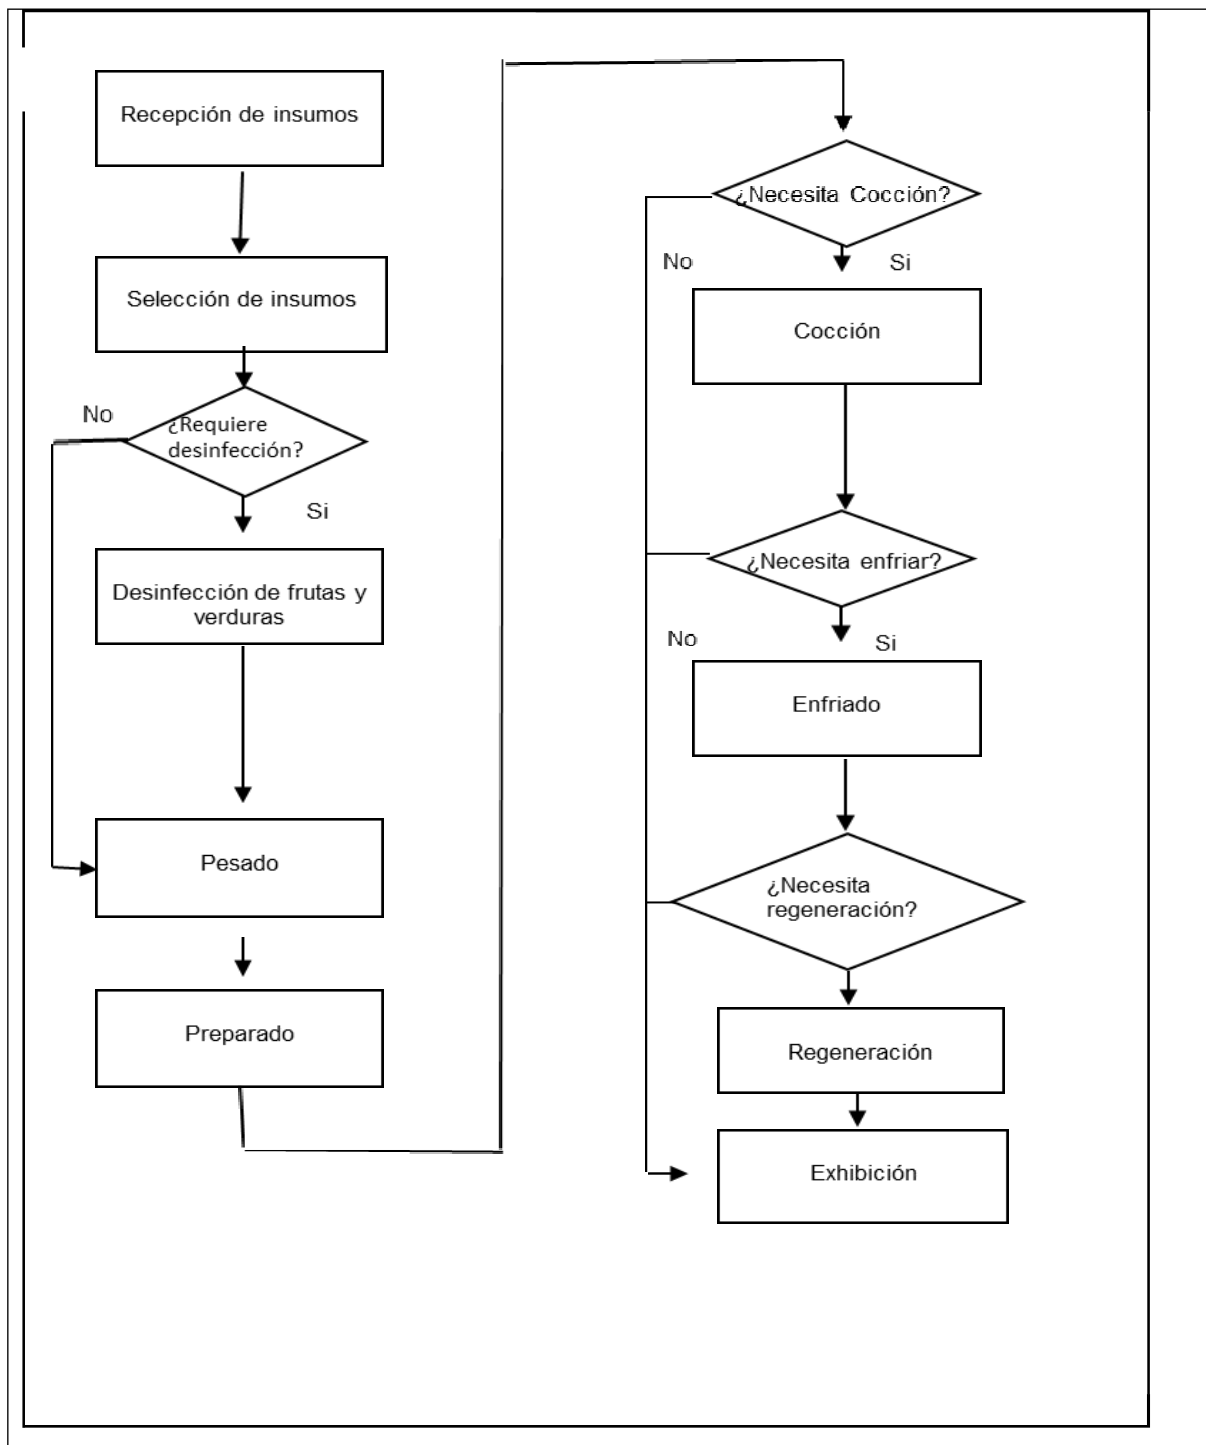 Recepción de insumos
Selección de insumos
No
¿Requiere
desinfección?
Si
Desinfección de frutas y
verduras
Pesado
Preparado
¿Necesita Cocción?
No
Si
Cocción
¿Necesita enfriar?
No
Si
Enfriado
¿Necesita
regeneración?
Regeneración
Exhibición